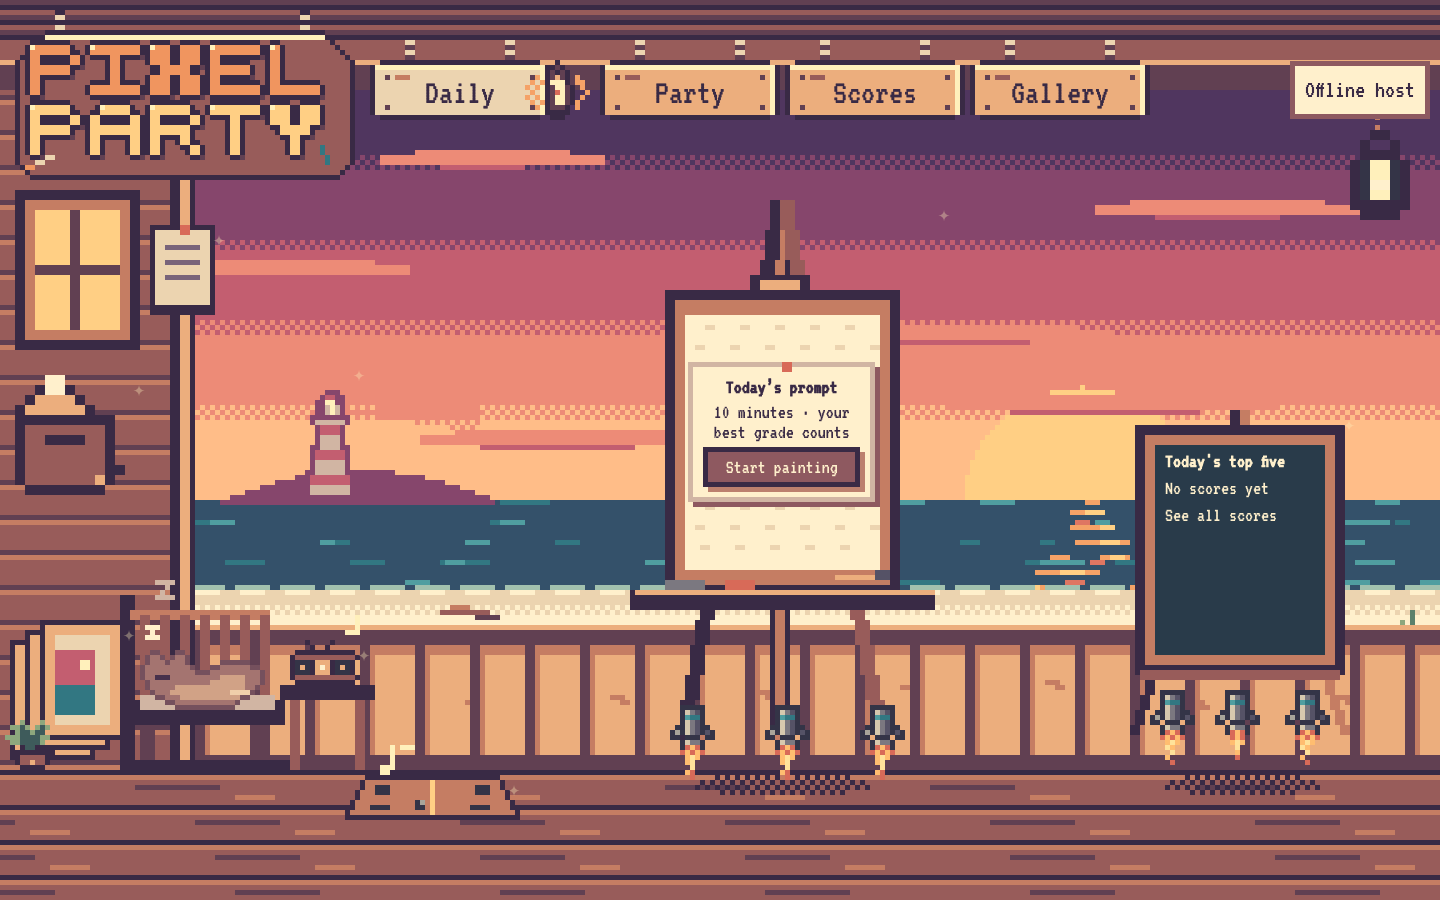 PIXEL
PARTY
Daily
Party
Scores
Gallery
Offline host
Today's prompt
10 minutes · your
best grade counts
Start painting
Today's top five
No scores yet
See all scores